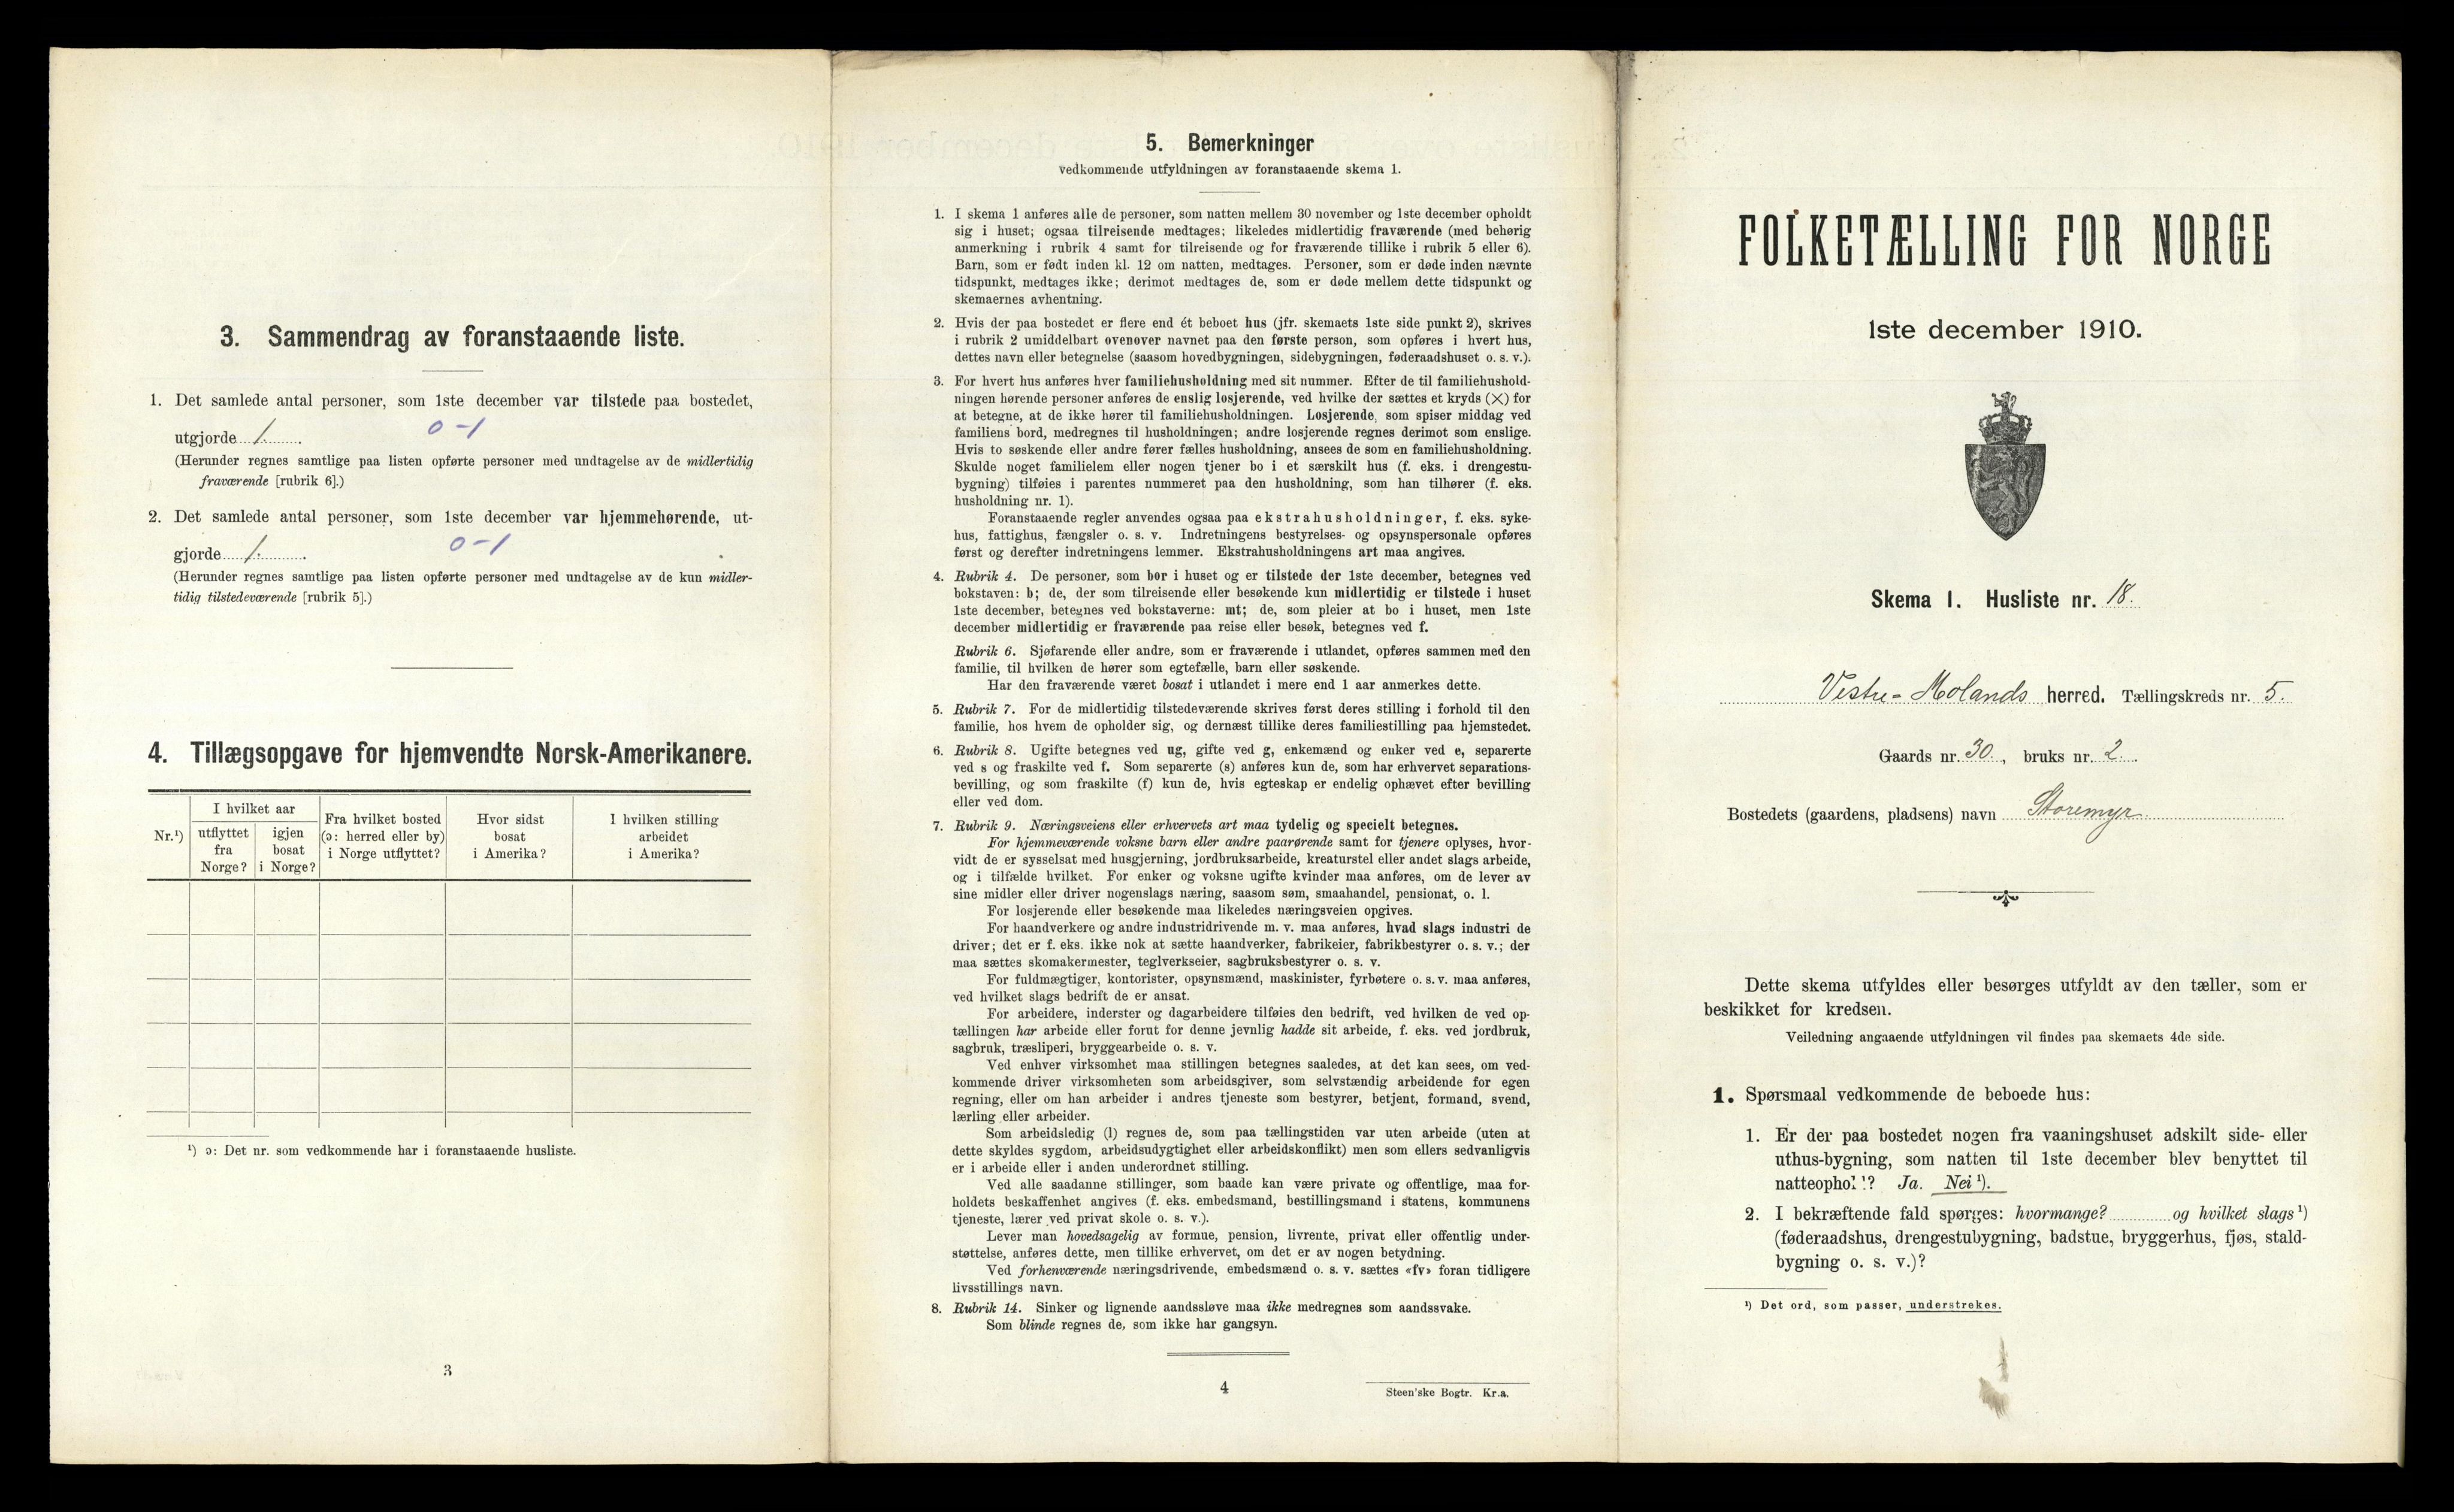 3. Sammendrag av foranstaaende liste.
1. Det samlede antal personer, som 1ste december var tilstede paa bostedet,
utgjorde 1. 0-1
(Herunder regnes samtlige paa listen opførte personer med undtagelse av de midlertidig
fraværende [rubrik 6].)
2. Det samlede antal personer, som 1ste december var hjemmehørende, ut-
gjorde 1. 0-1
(Herunder regnes samtlige paa listen opførte personer med undtagelse av de kun midler-
tidig tilstedeværende [rubrik 5].)
4. Tillægsopgave for hjemvendte Norsk-Amerikanere.
Nr.¹)
I hvilket aar
utflyttet
fra
Norge?
igjen
bosat
i Norge?
Fra hvilket bosted
(ɔ: herred eller by)
i Norge utflyttet?
Hvor sidst
bosat
i Amerika?
I hvilken stilling
arbeidet
i Amerika?
¹) ɔ: Det nr. som vedkommende har i foranstaaende husliste.
3
5. Bemerkninger
vedkommende utfyldningen av foranstaaende skema 1.
1. I skema 1 anføres alle de personer, som natten mellem 30 november og 1ste december opholdt
sig i huset; ogsaa tilreisende medtages; likeledes midlertidig fraværende (med behørig
anmerkning i rubrik 4 samt for tilreisende og for fraværende tillike i rubrik 5 eller 6).
Barn, som er født inden kl. 12 om natten, medtages. Personer, som er døde inden nævnte
tidspunkt, medtages ikke; derimot medtages de, som er døde mellem dette tidspunkt og
skemaernes avhentning.
2. Hvis der paa bostedet er flere end ét beboet hus (jfr. skemaets 1ste side punkt 2), skrives
i rubrik 2 umiddelbart ovenover navnet paa den første person, som opføres i hvert hus,
dettes navn eller betegnelse (saasom hovedbygningen, sidebygningen, føderaadshuset o. s. v.).
3. For hvert hus anføres hver familiehusholdning med sit nummer. Efter de til familiehushold-
ningen hørende personer anføres de enslig losjerende, ved hvilke der sættes et kryds (×) for
at betegne, at de ikke hører til familiehusholdningen. Losjerende, som spiser middag ved
familiens bord, medregnes til husholdningen; andre losjerende regnes derimot som enslige.
Hvis to søskende eller andre fører fælles husholdning, ansees de som en familiehusholdning.
Skulde noget familielem eller nogen tjener bo i et særskilt hus (f. eks. i drengestu-
bygning) tilføies i parentes nummeret paa den husholdning, som han tilhører (f. eks.
husholdning nr. 1).
Foranstaaende regler anvendes ogsaa paa ekstrahusholdninger, f. eks. syke-
hus, fattighus, fængsler o. s. v. Indretningens bestyrelses- og opsynspersonale opføres
først og derefter indretningens lemmer. Ekstrahusholdningens art maa angives.
4. Rubrik 4. De personer, som bor i huset og er tilstede der 1ste december, betegnes ved
bokstaven: b; de, der som tilreisende eller besøkende kun midlertidig er tilstede i huset
1ste december, betegnes ved bokstaverne: mt; de, som pleier at bo i huset, men 1ste
december midlertidig er fraværende paa reise eller besøk, betegnes ved f.
Rubrik 6. Sjøfarende eller andre, som er fraværende i utlandet, opføres sammen med den
familie, til hvilken de hører som egtefælle, barn eller søskende.
Har den fraværende været bosat i utlandet i mere end 1 aar anmerkes dette.
5. Rubrik 7. For de midlertidig tilstedeværende skrives først deres stilling i forhold til den
familie, hos hvem de opholder sig, og dernæst tillike deres familiestilling paa hjemstedet.
6. Rubrik 8. Ugifte betegnes ved ug, gifte ved g, enkemænd og enker ved e, separerte
ved s og fraskilte ved f. Som separerte (s) anføres kun de, som har erhvervet separations-
bevilling, og som fraskilte (f) kun de, hvis egteskap er endelig ophævet efter bevilling
eller ved dom.
7. Rubrik 9. Næringsveiens eller erhvervets art maa tydelig og specielt betegnes.
For hjemmeværende voksne barn eller andre paarørende samt for tjenere oplyses, hvor-
vidt de er sysselsat med husgjerning, jordbruksarbeide, kreaturstel eller andet slags arbeide,
og i tilfælde hvilket. For enker og voksne ugifte kvinder maa anføres, om de lever av
sine midler eller driver nogenslags næring, saasom søm, smaahandel, pensionat, o. l.
For losjerende eller besøkende maa likeledes næringsveien opgives.
For haandverkere og andre industridrivende m. v. maa anføres, hvad slags industri de
driver; det er f. eks. ikke nok at sætte haandverker, fabrikeier, fabrikbestyrer o. s. v.; der
maa sættes skomakermester, teglverkseier, sagbruksbestyrer o. s. v.
For fuldmægtiger, kontorister, opsynsmænd, maskinister, fyrbøtere o. s. v. maa anføres,
ved hvilket slags bedrift de er ansat.
For arbeidere, inderster og dagarbeidere tilføies den bedrift, ved hvilken de ved op-
tællingen har arbeide eller forut for denne jevnlig hadde sit arbeide, f. eks. ved jordbruk,
sagbruk, træsliperi, bryggearbeide o. s. v.
Ved enhver virksomhet maa stillingen betegnes saaledes, at det kan sees, om ved-
kommende driver virksomheten som arbeidsgiver, som selvstændig arbeidende for egen
regning, eller om han arbeider i andres tjeneste som bestyrer, betjent, formand, svend,
lærling eller arbeider.
Som arbeidsledig (l) regnes de, som paa tællingstiden var uten arbeide (uten at
dette skyldes sygdom, arbeidsudygtighet eller arbeidskonflikt) men som ellers sedvanligvis
er i arbeide eller i anden underordnet stilling.
Ved alle saadanne stillinger, som baade kan være private og offentlige, maa for-
holdets beskaffenhet angives (f. eks. embedsmand, bestillingsmand i statens, kommunens
tjeneste, lærer ved privat skole o. s. v.).
Lever man hovedsagelig av formue, pension, livrente, privat eller offentlig under-
støttelse, anføres dette, men tillike erhvervet, om det er av nogen betydning.
Ved forhenværende næringsdrivende, embedsmænd o. s. v. sættes «fv» foran tidligere
livsstillings navn.
8. Rubrik 14. Sinker og lignende aandssløve maa ikke medregnes som aandssvake.
Som blinde regnes de, som ikke har gangsyn.
4
Steen'ske Bogtr. Kr.a.
FOLKETÆLLING FOR NORGE
1ste december 1910.
Skema 1. Husliste nr. 18.
Vestre-Molands herred. Tællingskreds nr. 5.
Gaards nr. 30., bruks nr. 2.
Bostedets (gaardens, pladsens) navn Storemyr.
Dette skema utfyldes eller besørges utfyldt av den tæller, som er
beskikket for kredsen.
Veiledning angaaende utfyldningen vil findes paa skemaets 4de side.
1. Spørsmaal vedkommende de beboede hus:
1. Er der paa bostedet nogen fra vaaningshuset adskilt side- eller
uthus-bygning, som natten til 1ste december blev benyttet til
natteophold? Ja. Nei¹).
2. I bekræftende fald spørges: hvormange? og hvilket slags¹)
(føderaadshus, drengestubygning, badstue, bryggerhus, fjøs, stald-
bygning o. s. v.)?
¹) Det ord, som passer, understrekes.